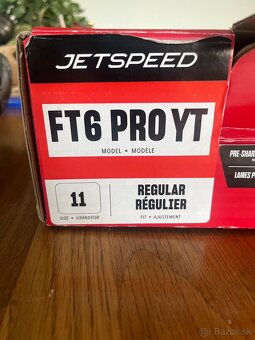 JETSPEED
FT6 PRO YT
MODEL • MODÈLE
11
SIZE • GRANDEUR
REGULAR
RÉGULIER
FIT • AJUSTEMENT
PRE-SHAR
LAMES P
bazos.sk